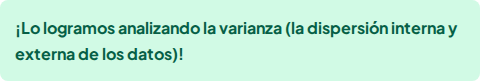 ¡Lo logramos analizando la varianza (la dispersión interna y
externa de los datos)!